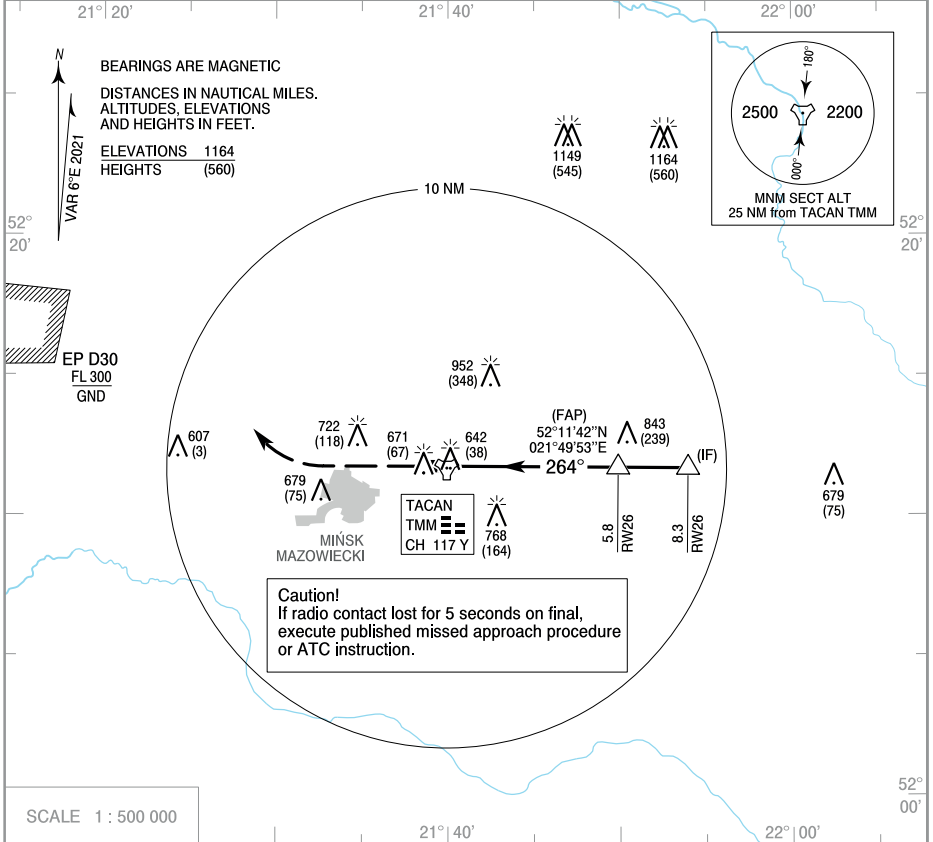 21° 20'
21° 40'
22° 00'
N
VAR 6°E 2021
BEARINGS ARE MAGNETIC
DISTANCES IN NAUTICAL MILES.
ALTITUDES, ELEVATIONS
AND HEIGHTS IN FEET.
ELEVATIONS 1164
HEIGHTS (560)
1149
(545)
1164
(560)
180°
2500 2200
000°
MNM SECT ALT
25 NM from TACAN TMM
10 NM
52°
20'
52°
20'
EP D30
FL 300
GND
952
(348)
607
(3)
722
(118)
671
(67)
642
(38)
(FAP)
52°11'42"N
021°49'53"E
264°
843
(239)
(IF)
679
(75)
679
(75)
5.8
RW26
8.3
RW26
TACAN
TMM
CH 117 Y
768
(164)
MIŃSK
MAZOWIECKI
Caution!
If radio contact lost for 5 seconds on final,
execute published missed approach procedure
or ATC instruction.
52°
00'
SCALE 1 : 500 000
21° 40'
22° 00'